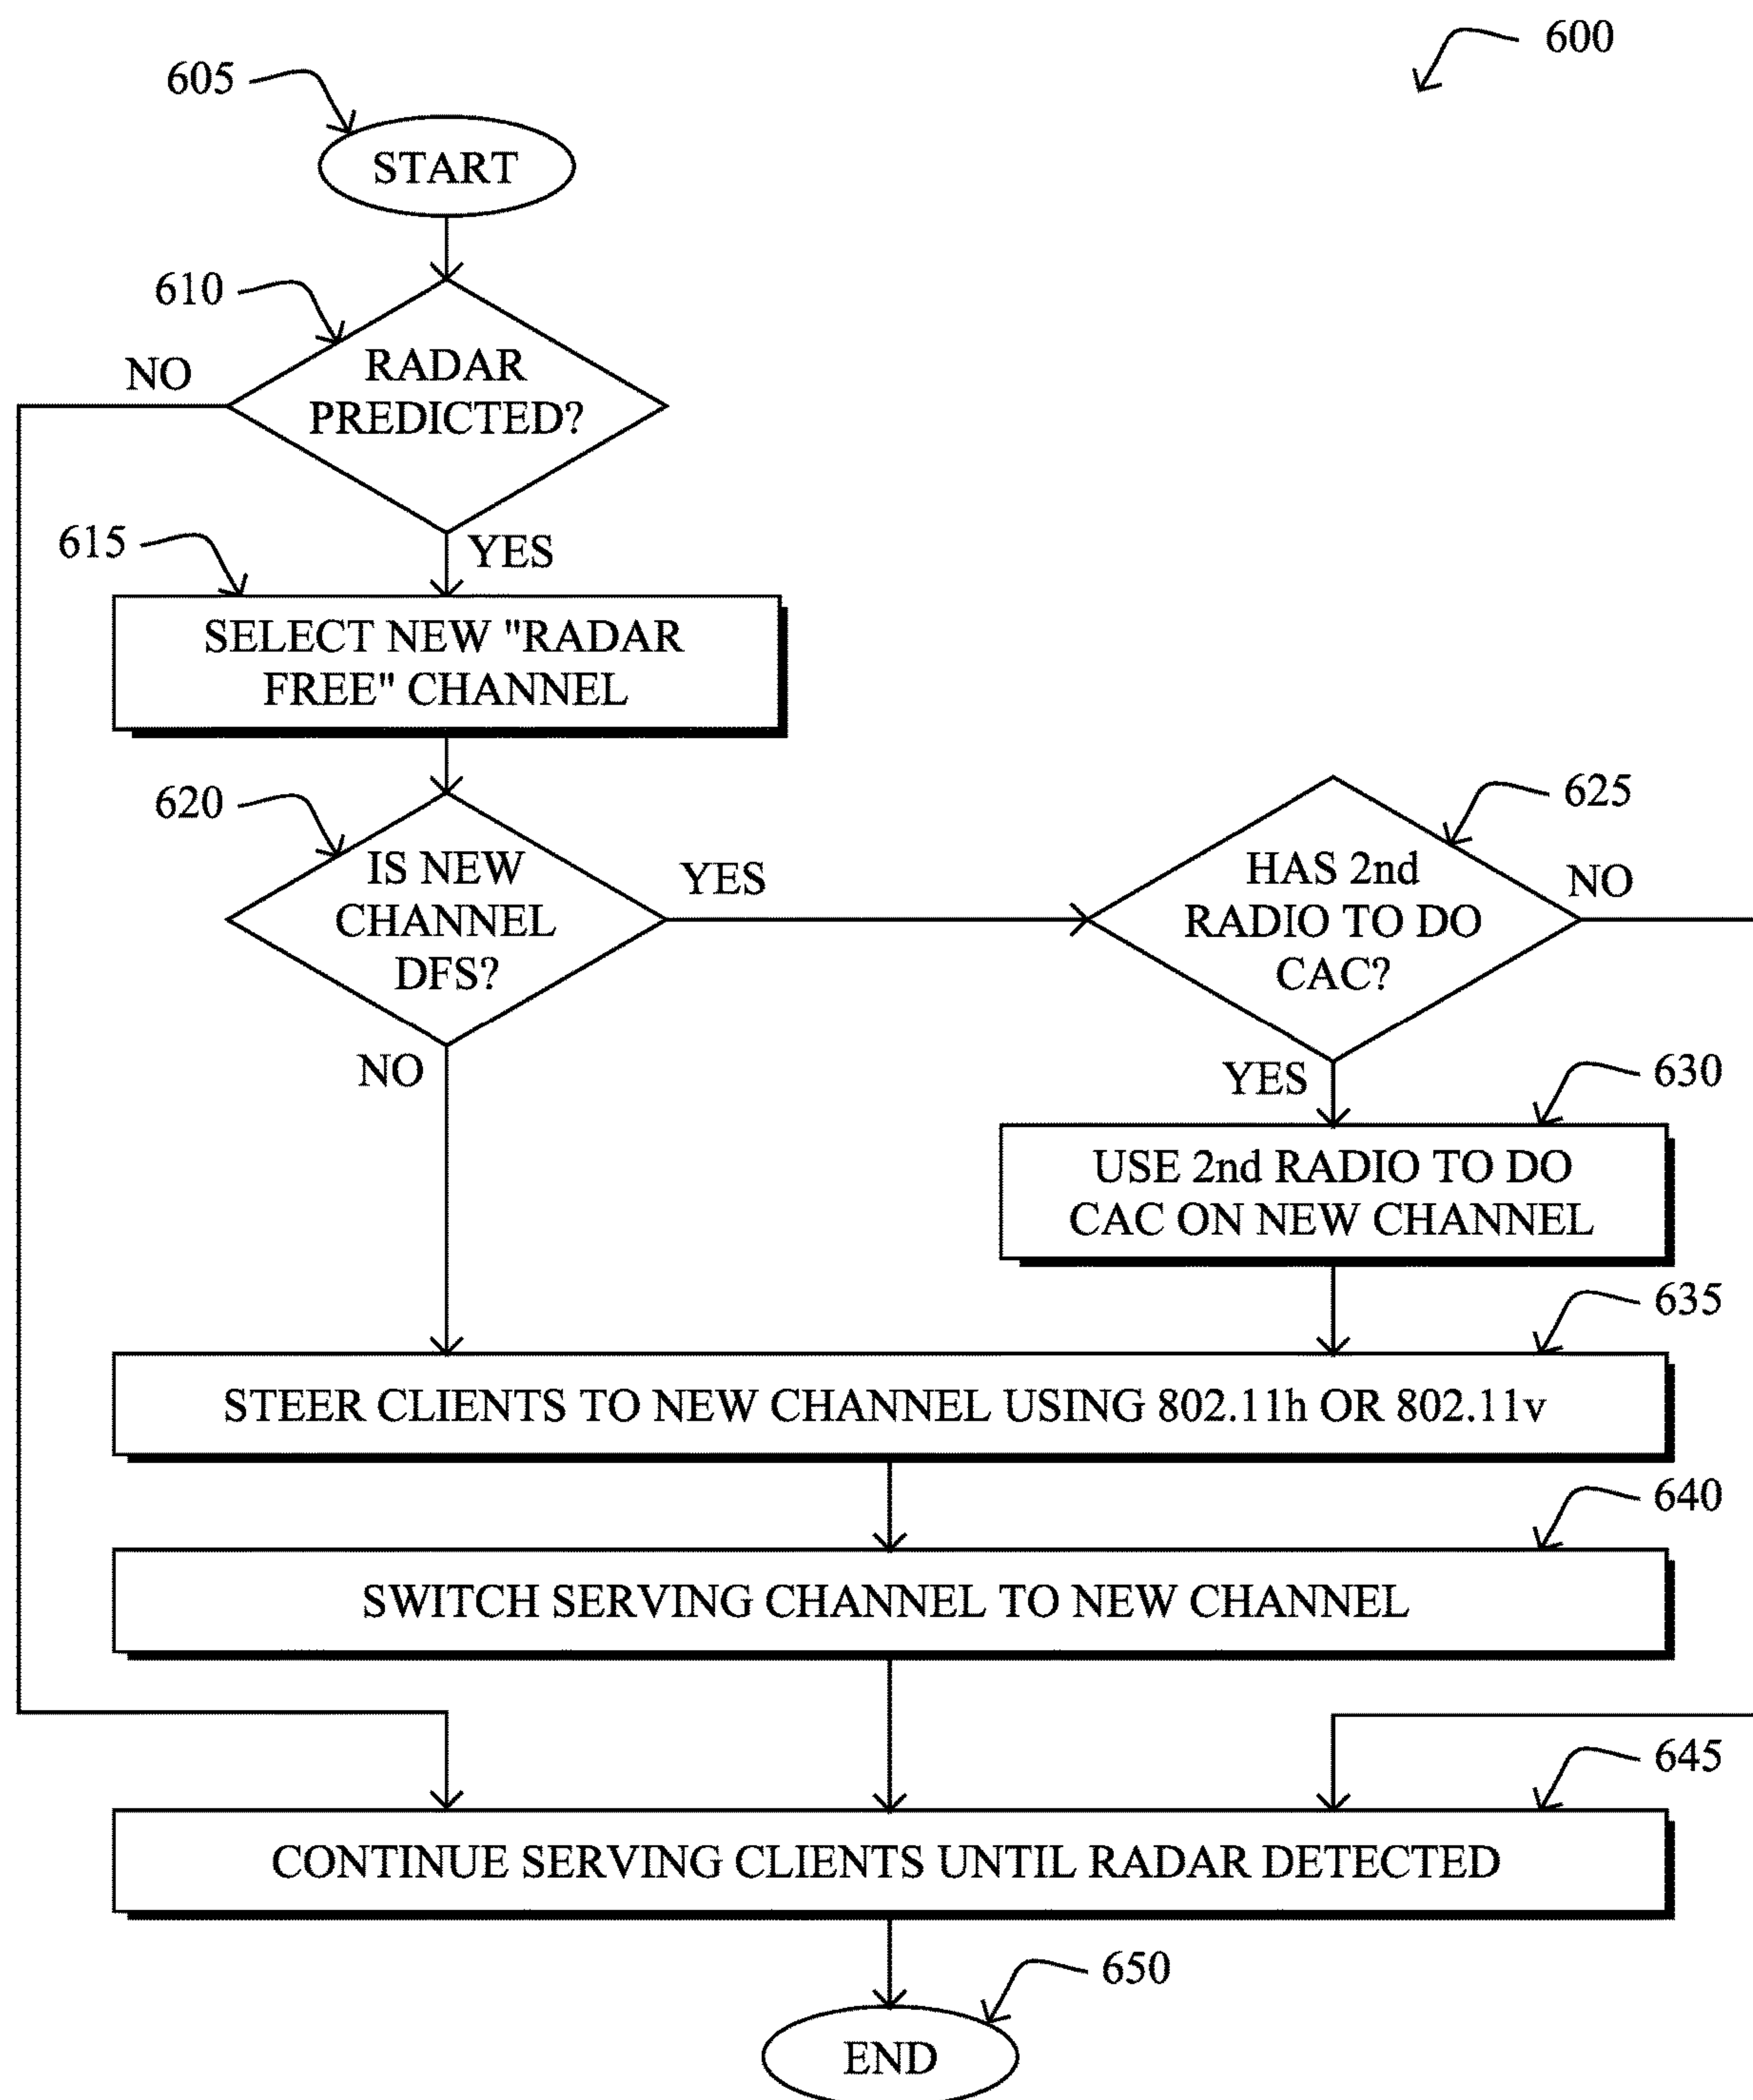 600
605
START
610
RADAR
PREDICTED?
NO
YES
615
SELECT NEW "RADAR
FREE" CHANNEL
620
IS NEW
CHANNEL
DFS?
YES
NO
625
HAS 2nd
RADIO TO DO
CAC?
NO
YES
630
USE 2nd RADIO TO DO
CAC ON NEW CHANNEL
635
STEER CLIENTS TO NEW CHANNEL USING 802.11h OR 802.11v
640
SWITCH SERVING CHANNEL TO NEW CHANNEL
645
CONTINUE SERVING CLIENTS UNTIL RADAR DETECTED
650
END